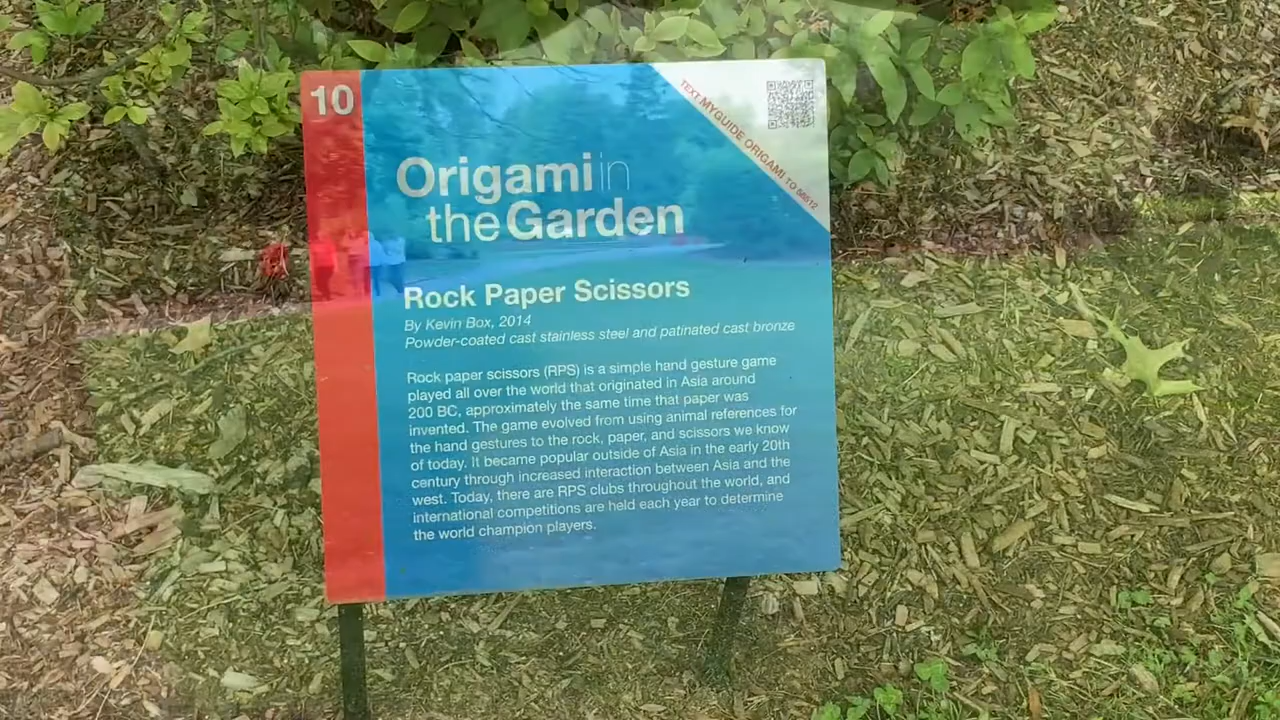 10
TEXT MYGUIDE ORIGAMI TO 56512
Origami in
the Garden
Rock Paper Scissors
By Kevin Box, 2014
Powder-coated cast stainless steel and patinated cast bronze
Rock paper scissors (RPS) is a simple hand gesture game
played all over the world that originated in Asia around
200 BC, approximately the same time that paper was
invented. The game evolved from using animal references for
the hand gestures to the rock, paper, and scissors we know
of today. It became popular outside of Asia in the early 20th
century through increased interaction between Asia and the
west. Today, there are RPS clubs throughout the world, and
international competitions are held each year to determine
the world champion players.